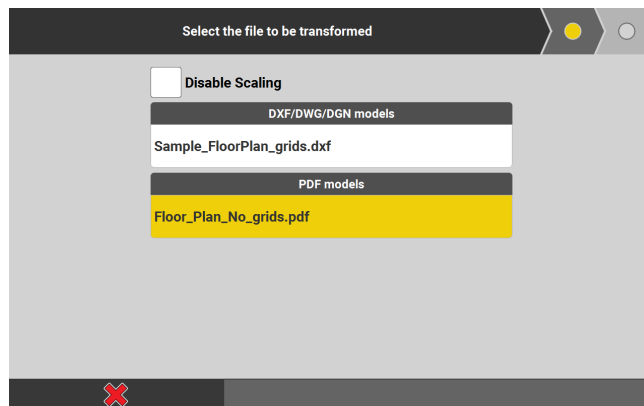 Select the file to be transformed
Disable Scaling
DXF/DWG/DGN models
Sample_FloorPlan_grids.dxf
PDF models
Floor_Plan_No_grids.pdf